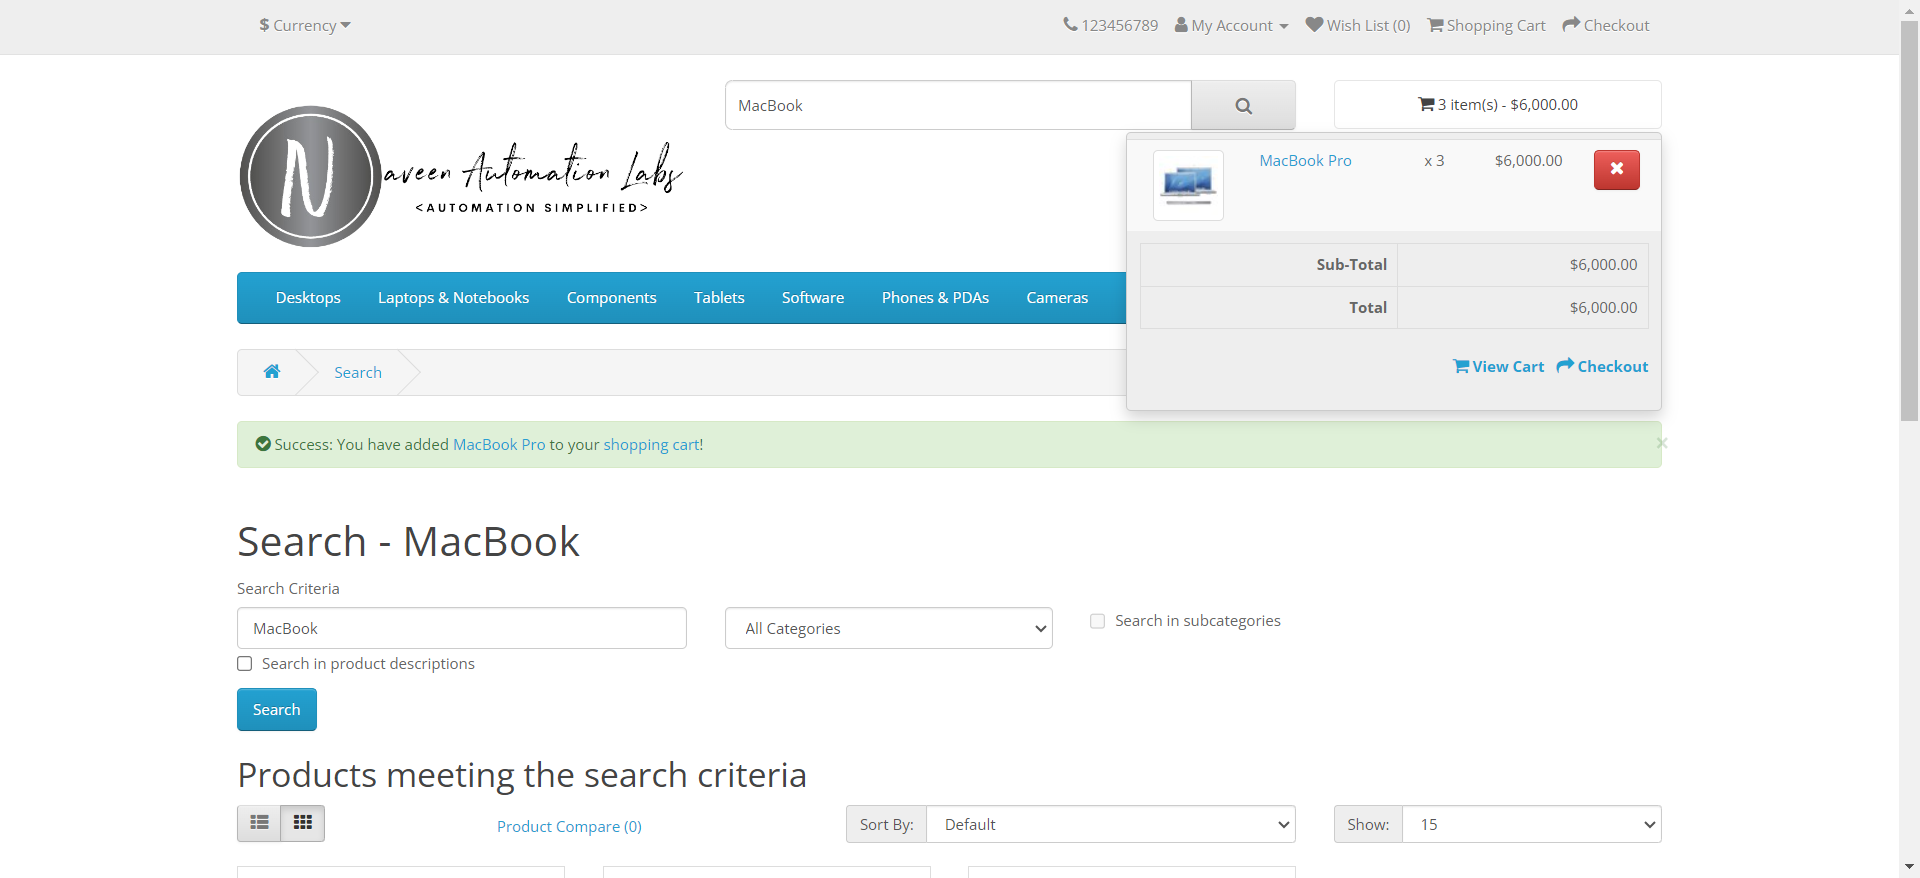 $ Currency
123456789 My Account Wish List (0) Shopping Cart Checkout
MacBook
3 item(s) - $6,000.00
N
aveen Automation Labs
<AUTOMATION SIMPLIFIED>
MacBook Pro x 3 $6,000.00
Sub-Total $6,000.00
Total $6,000.00
View Cart Checkout
Desktops Laptops & Notebooks Components Tablets Software Phones & PDAs Cameras
Search
Success: You have added MacBook Pro to your shopping cart!
×
Search - MacBook
Search Criteria
MacBook
All Categories
Search in subcategories
Search in product descriptions
Search
Products meeting the search criteria
Product Compare (0)
Sort By: Default
Show: 15